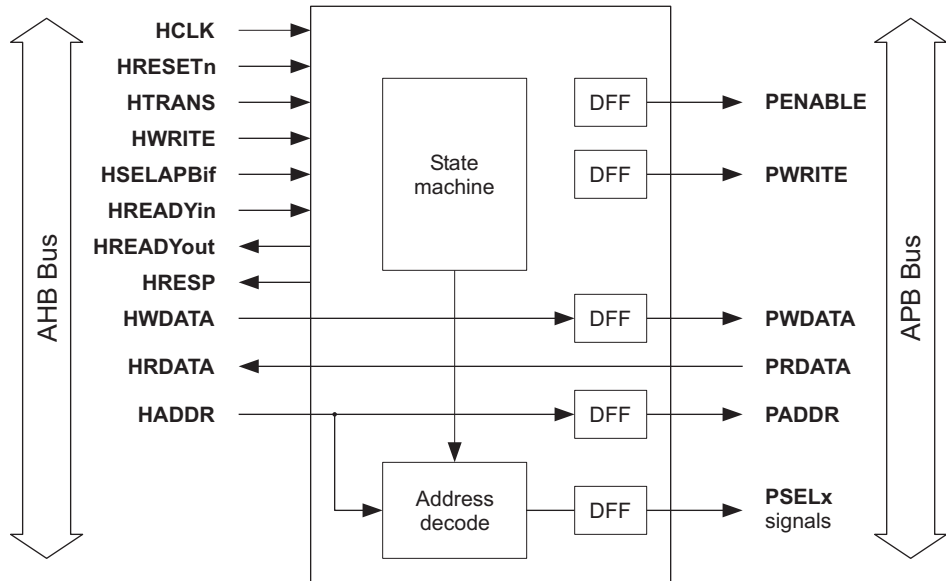 AHB Bus
HCLK
HRESETn
HTRANS
HWRITE
HSELAPBif
HREADYin
HREADYout
HRESP
HWDATA
HRDATA
HADDR
State
machine
Address
decode
DFF
DFF
DFF
DFF
DFF
PENABLE
PWRITE
PWDATA
PRDATA
PADDR
PSELx
signals
APB Bus